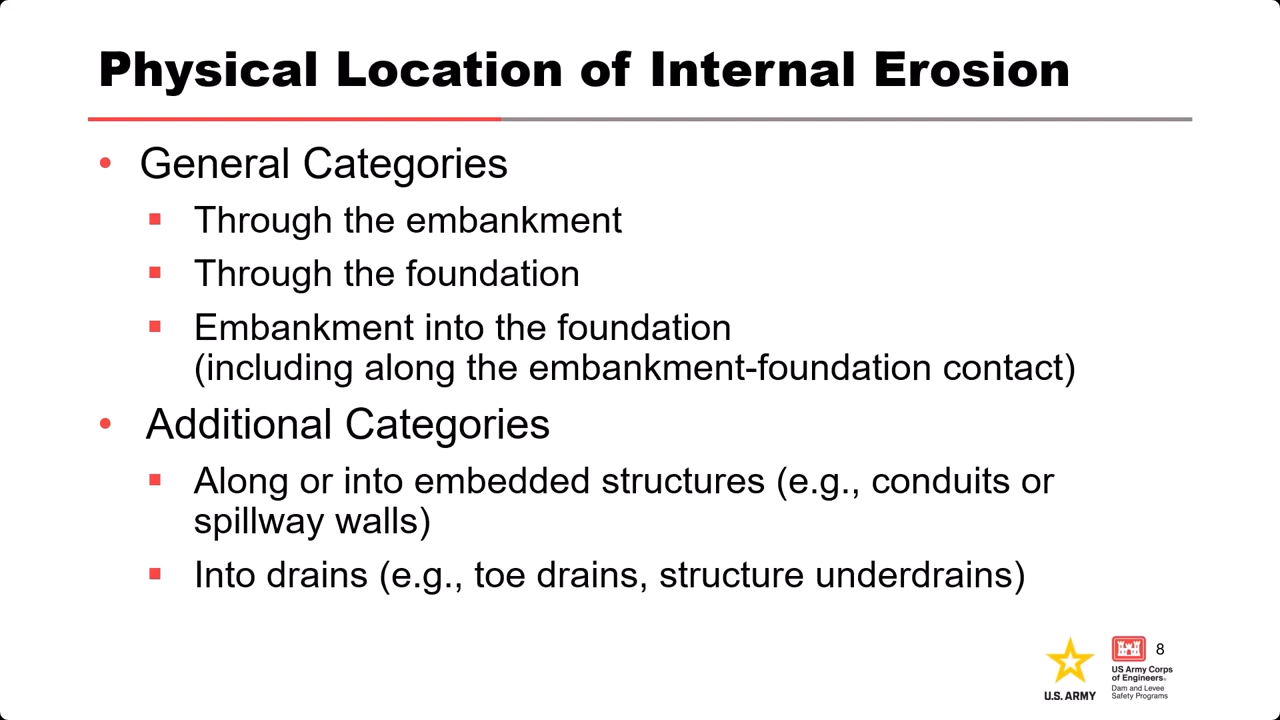 Physical Location of Internal Erosion
• General Categories
▪ Through the embankment
▪ Through the foundation
▪ Embankment into the foundation
(including along the embankment-foundation contact)
• Additional Categories
▪ Along or into embedded structures (e.g., conduits or
spillway walls)
▪ Into drains (e.g., toe drains, structure underdrains)
8
U.S. ARMY
US Army Corps
of Engineers®
Dam and Levee
Safety Programs